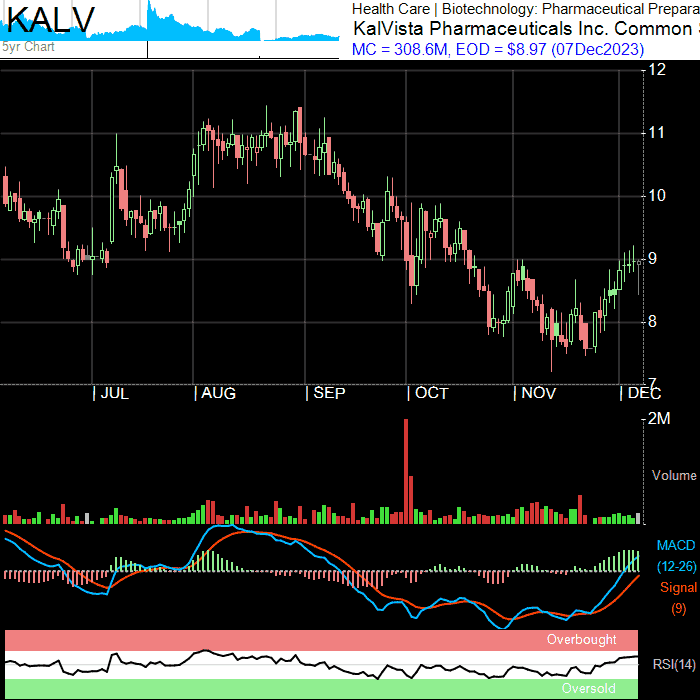 KALV
5yr Chart
Health Care | Biotechnology: Pharmaceutical Prepara
KalVista Pharmaceuticals Inc. Common
MC = 308.6M, EOD = $8.97 (07Dec2023)
12
11
10
9
8
7
JUL
AUG
SEP
OCT
NOV
DEC
2M
Volume
MACD
(12-26)
Signal
(9)
Overbought
RSI(14)
Oversold